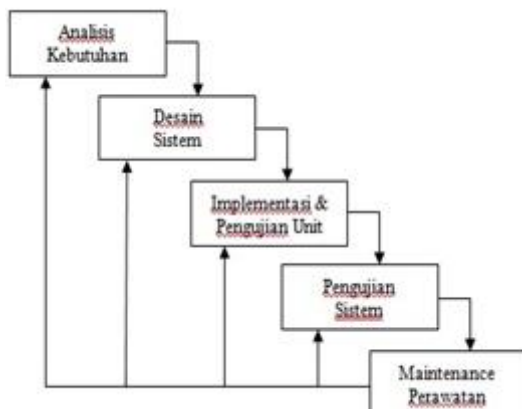 Analisis
Kebutuhan
Desain
Sistem
Implementasi &
Pengujian Unit
Pengujian
Sistem
Maintenance
Perawatan